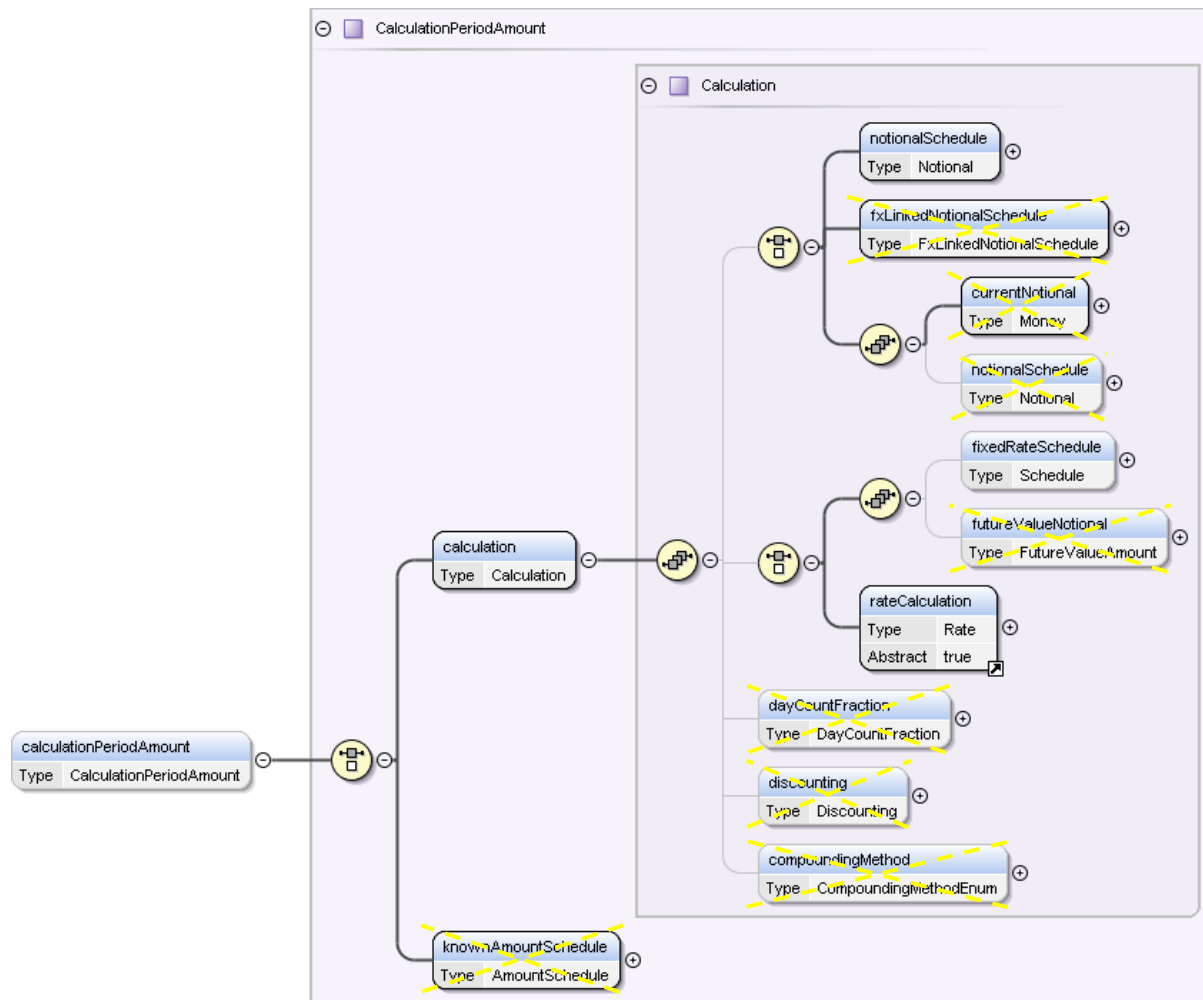 CalculationPeriodAmount
Calculation
notionalSchedule
Type Notional
fxLinkedNotionalSchedule
Type FxLinkedNotionalSchedule
currentNotional
Type Money
notionalSchedule
Type Notional
fixedRateSchedule
Type Schedule
futureValueNotional
Type FutureValueAmount
calculation
Type Calculation
rateCalculation
Type Rate
Abstract true
dayCountFraction
Type DayCountFraction
calculationPeriodAmount
Type CalculationPeriodAmount
discounting
Type Discounting
compoundingMethod
Type CompoundingMethodEnum
knownAmountSchedule
Type AmountSchedule